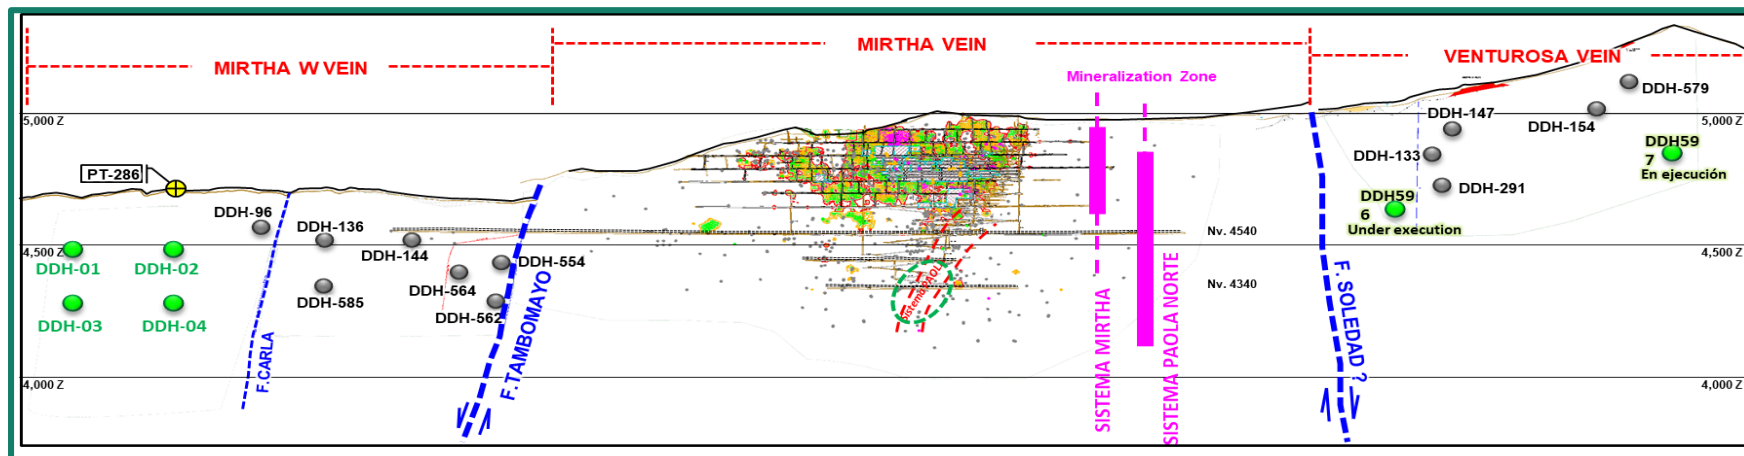 MIRTHA W VEIN
MIRTHA VEIN
VENTUROSA VEIN
Mineralization Zone
5,000 Z
5,000 Z
4,500 Z
4,500 Z
4,000 Z
4,000 Z
PT-286
DDH-96
DDH-136
DDH-144
DDH-554
DDH-564
DDH-585
DDH-562
DDH-01
DDH-02
DDH-03
DDH-04
F.CARLA
F.TAMBOMAYO
Sistema PAOLA
Nv. 4540
Nv. 4340
SISTEMA MIRTHA
SISTEMA PAOLA NORTE
F.SOLEDAD ?
DDH-579
DDH-147
DDH-154
DDH-133
DDH-291
DDH59
7
En ejecución
DDH59
6
Under execution